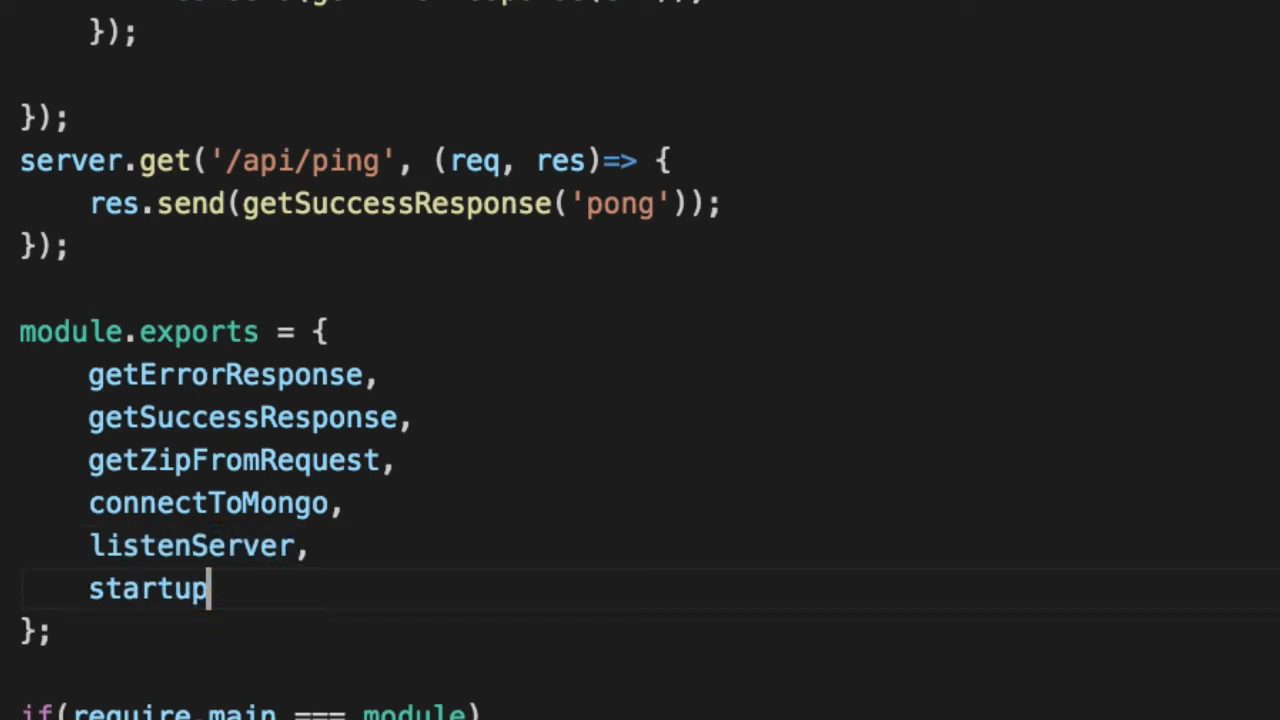 });
});
server.get('/api/ping', (req, res)=> {
res.send(getSuccessResponse('pong'));
});
module.exports = {
getErrorResponse,
getSuccessResponse,
getZipFromRequest,
connectToMongo,
listenServer,
startup
};
if(require.main === module)